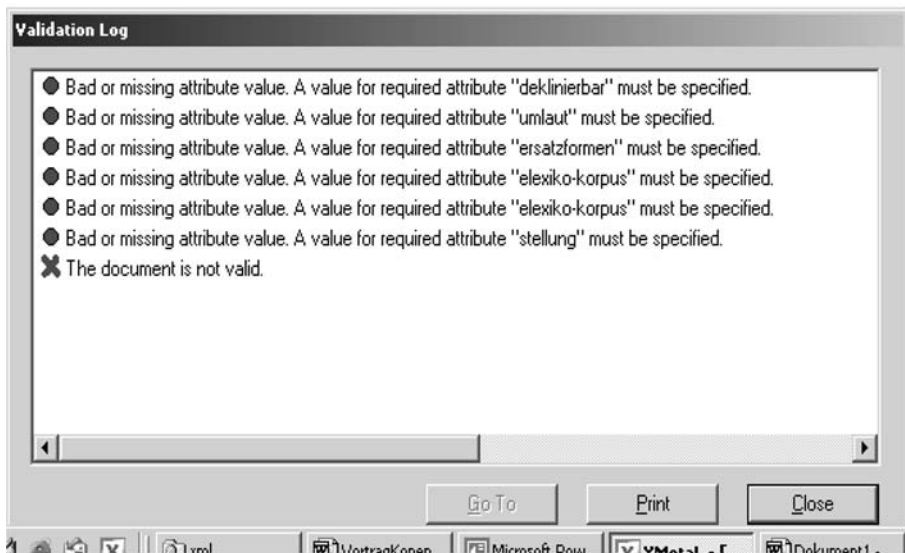 Validation Log
Bad or missing attribute value. A value for required attribute "deklinierbar" must be specified.
Bad or missing attribute value. A value for required attribute "umlaut" must be specified.
Bad or missing attribute value. A value for required attribute "ersatzformen" must be specified.
Bad or missing attribute value. A value for required attribute "elexiko-korpus" must be specified.
Bad or missing attribute value. A value for required attribute "elexiko-korpus" must be specified.
Bad or missing attribute value. A value for required attribute "stellung" must be specified.
The document is not valid.
Go To Print Close
xml VortragKopen Microsoft Pow XMetaL - [ Dokument1 -